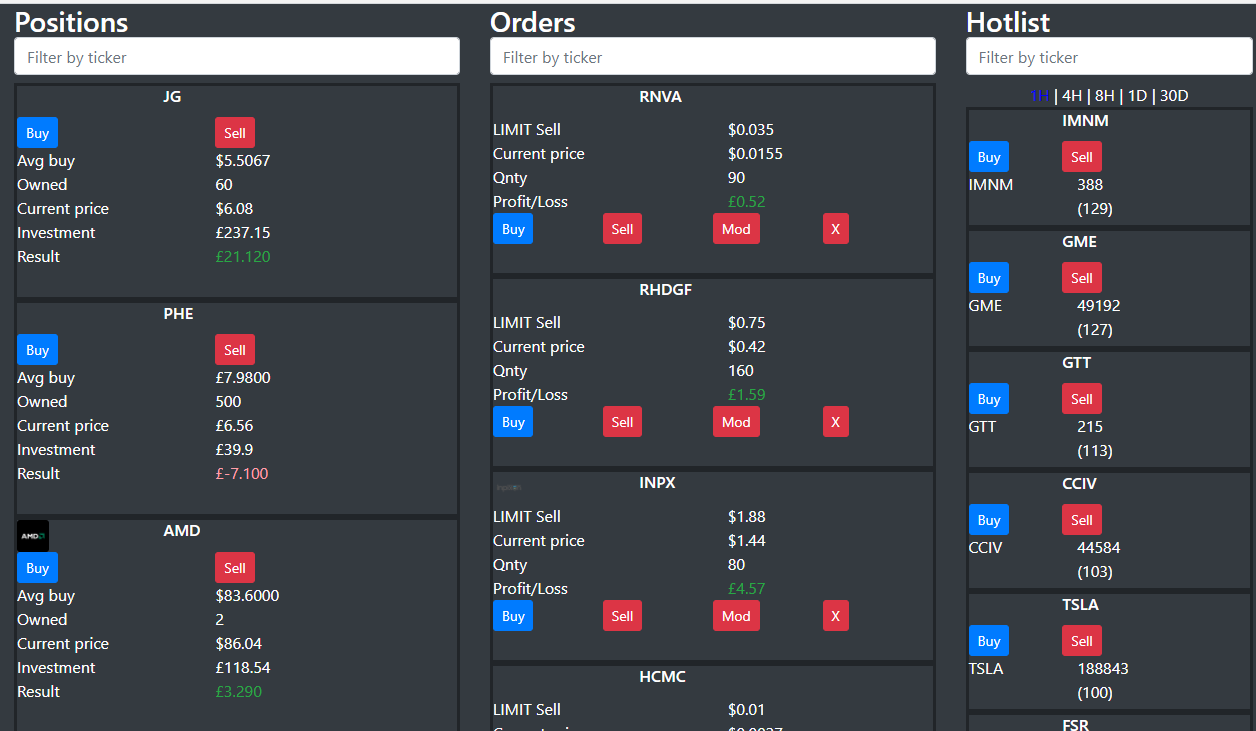 Positions
Filter by ticker
JG
Buy Sell
Avg buy $5.5067
Owned 60
Current price $6.08
Investment £237.15
Result £21.120
PHE
Buy Sell
Avg buy £7.9800
Owned 500
Current price £6.56
Investment £39.9
Result £-7.100
AMD
AMD
Buy Sell
Avg buy $83.6000
Owned 2
Current price $86.04
Investment £118.54
Result £3.290
Orders
Filter by ticker
RNVA
LIMIT Sell $0.035
Current price $0.0155
Qnty 90
Profit/Loss £0.52
Buy Sell Mod X
RHDGF
LIMIT Sell $0.75
Current price $0.42
Qnty 160
Profit/Loss £1.59
Buy Sell Mod X
INPX
LIMIT Sell $1.88
Current price $1.44
Qnty 80
Profit/Loss £4.57
Buy Sell Mod X
HCMC
LIMIT Sell $0.01
Hotlist
Filter by ticker
1H | 4H | 8H | 1D | 30D
IMNM
Buy Sell
IMNM 388
(129)
GME
Buy Sell
GME 49192
(127)
GTT
Buy Sell
GTT 215
(113)
CCIV
Buy Sell
CCIV 44584
(103)
TSLA
Buy Sell
TSLA 188843
(100)
FSR